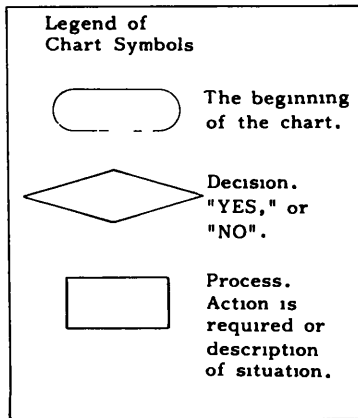 Legend of
Chart Symbols
The beginning
of the chart.
Decision.
"YES," or
"NO".
Process.
Action is
required or
description
of situation.